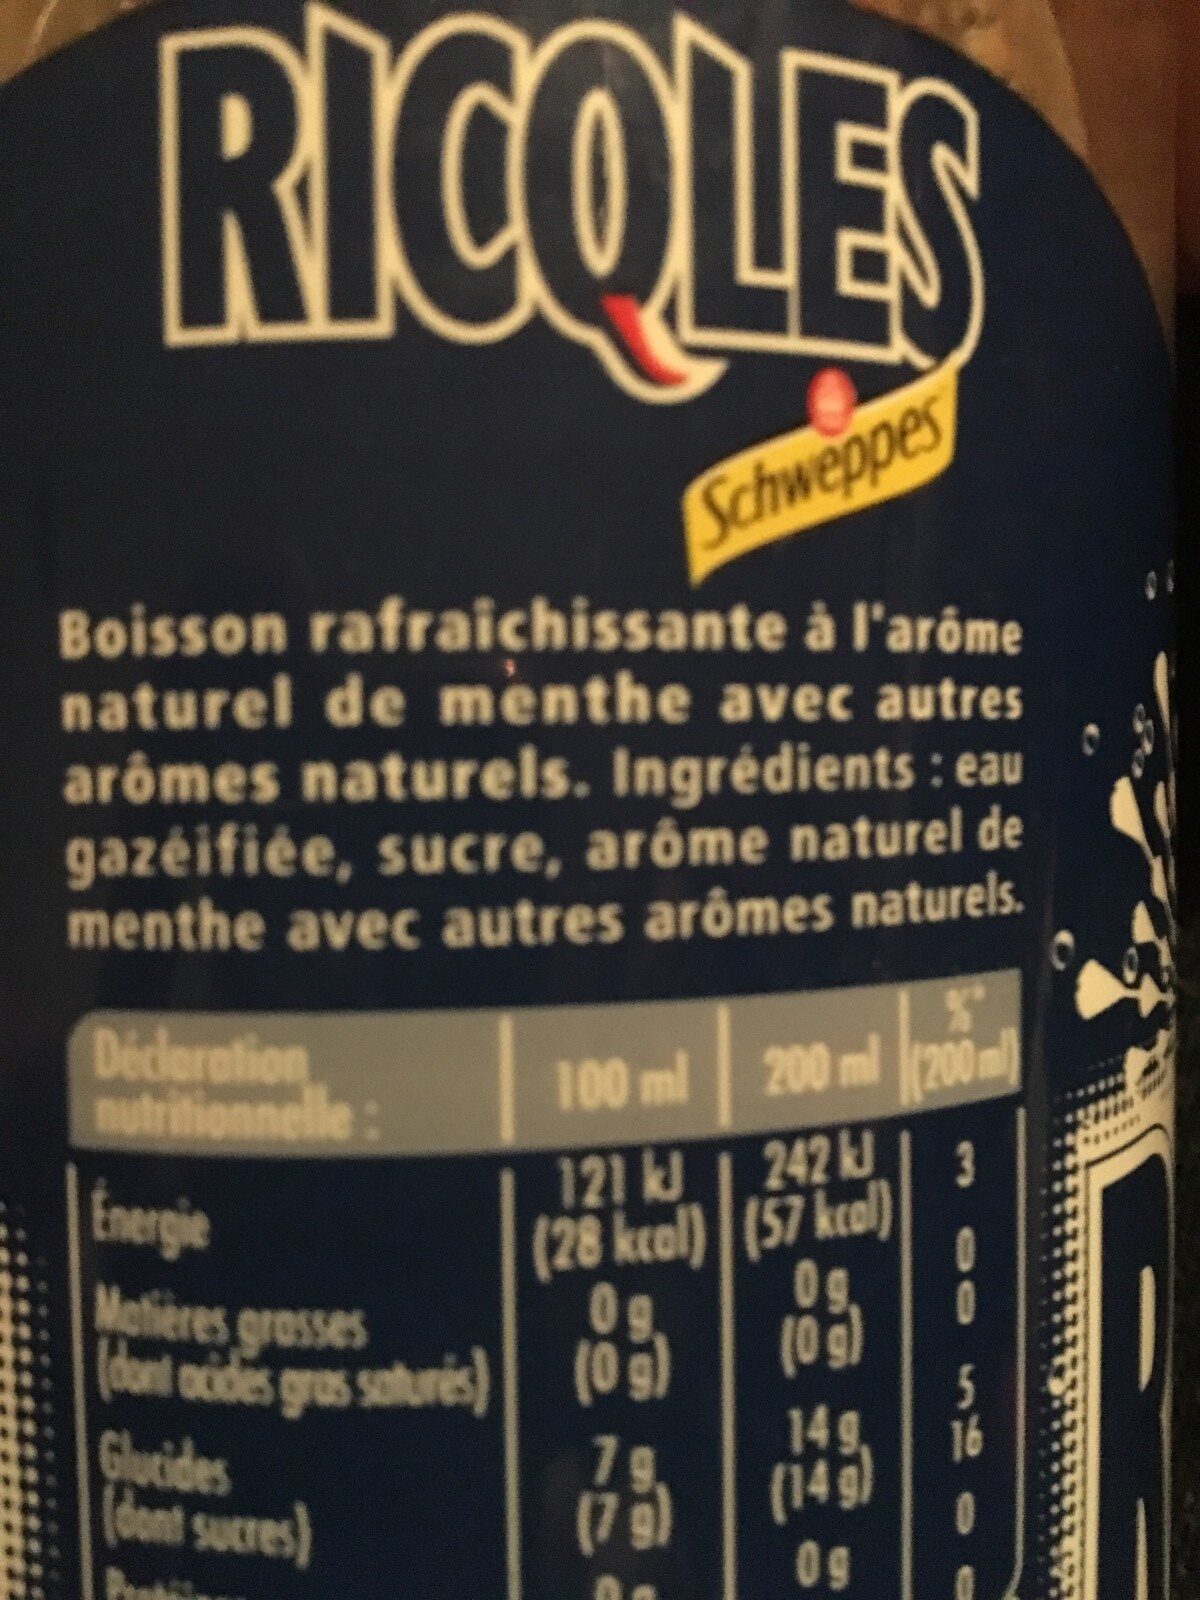 RICQLES
Schweppes
Boisson rafraîchissante à l'arôme
naturel de menthe avec autres
arômes naturels. Ingrédients : eau
gazéifiée, sucre, arôme naturel de
menthe avec autres arômes naturels.
Déclaration nutritionnelle : 100 ml 200 ml %* (200 ml)
Énergie 121 kJ (28 kcal) 242 kJ (57 kcal) 3
Matières grasses 0 g 0 g 0
(dont acides gras saturés) (0 g) (0 g) 0
Glucides 7 g 14 g 5
(dont sucres) (7 g) (14 g) 16
0 g 0 g 0
0